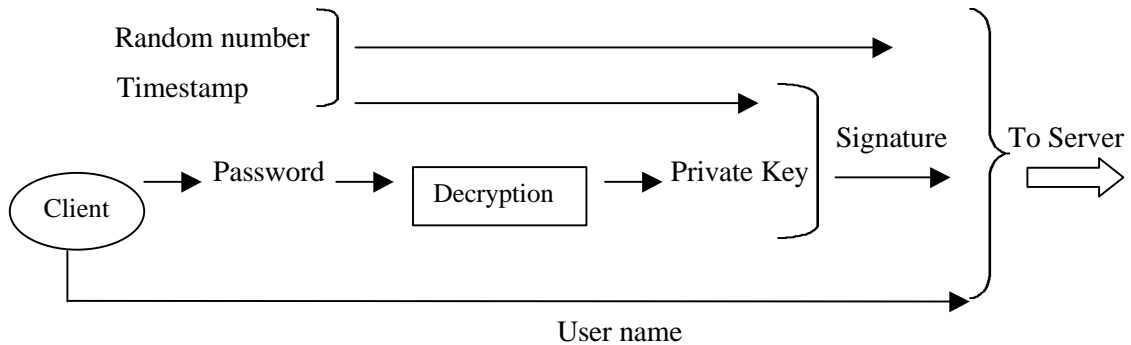 Random number
Timestamp
Signature
To Server
Password
Private Key
Decryption
Client
User name